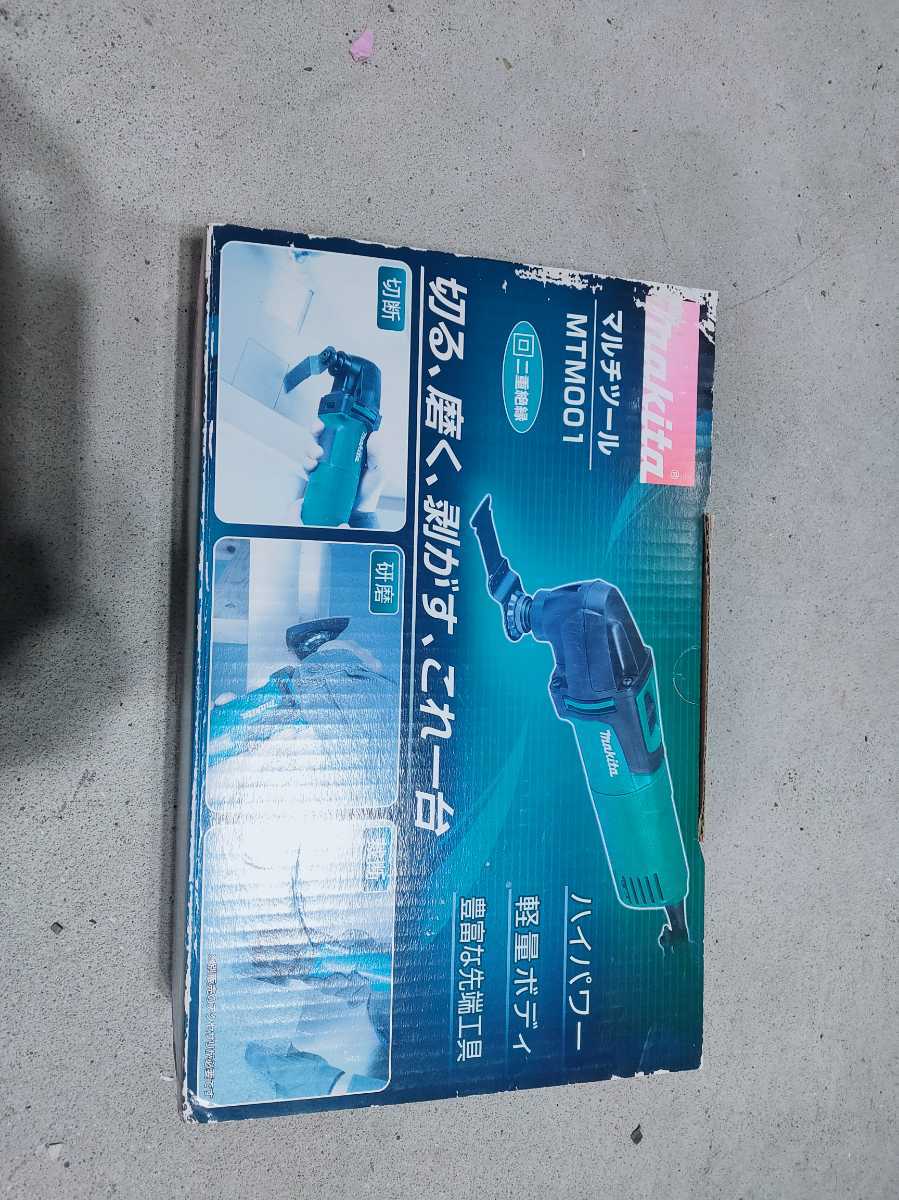 makita®
マルチツール
MTM001
回 二重絶縁
切る、磨く、剥がす、これ一台
切断
研磨
makita
makita
ハイパワー
軽量ボディ
豊富な先端工具